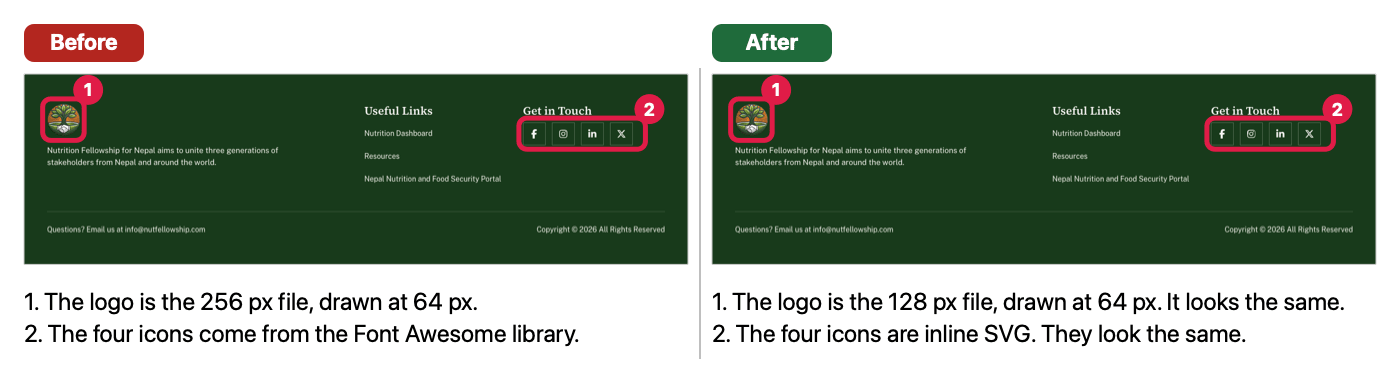 Before
1
Useful Links
Get in Touch
2
Nutrition Dashboard
Nutrition Fellowship for Nepal aims to unite three generations of
stakeholders from Nepal and around the world.
Resources
Nepal Nutrition and Food Security Portal
Questions? Email us at info@nutfellowship.com
Copyright © 2026 All Rights Reserved
1. The logo is the 256 px file, drawn at 64 px.
2. The four icons come from the Font Awesome library.
After
1
Useful Links
Get in Touch
2
Nutrition Dashboard
Nutrition Fellowship for Nepal aims to unite three generations of
stakeholders from Nepal and around the world.
Resources
Nepal Nutrition and Food Security Portal
Questions? Email us at info@nutfellowship.com
Copyright © 2026 All Rights Reserved
1. The logo is the 128 px file, drawn at 64 px. It looks the same.
2. The four icons are inline SVG. They look the same.